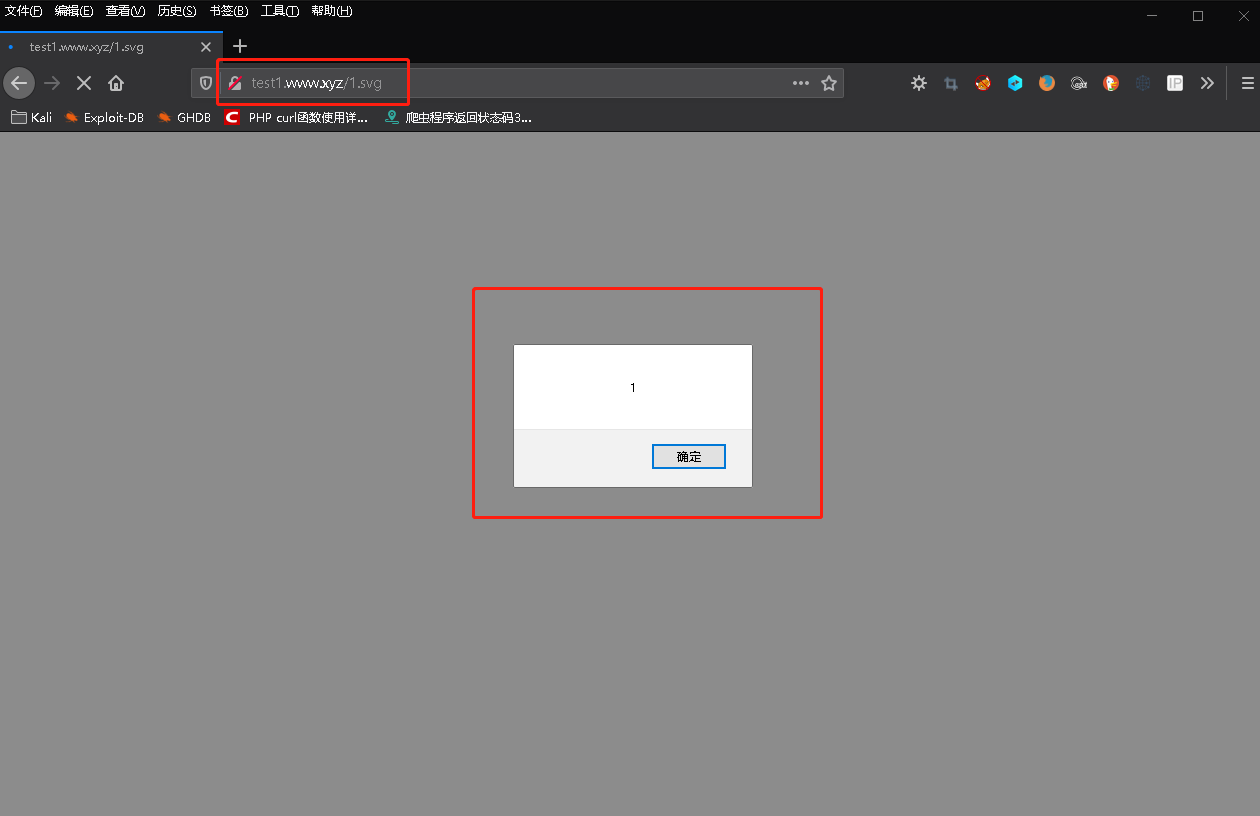 文件(F) 编辑(E) 查看(V) 历史(S) 书签(B) 工具(T) 帮助(H)
test1.www.xyz/1.svg
test1.www.xyz/1.svg
IP
Kali Exploit-DB GHDB PHP curl函数使用详... 爬虫程序返回状态码3...
1
确定